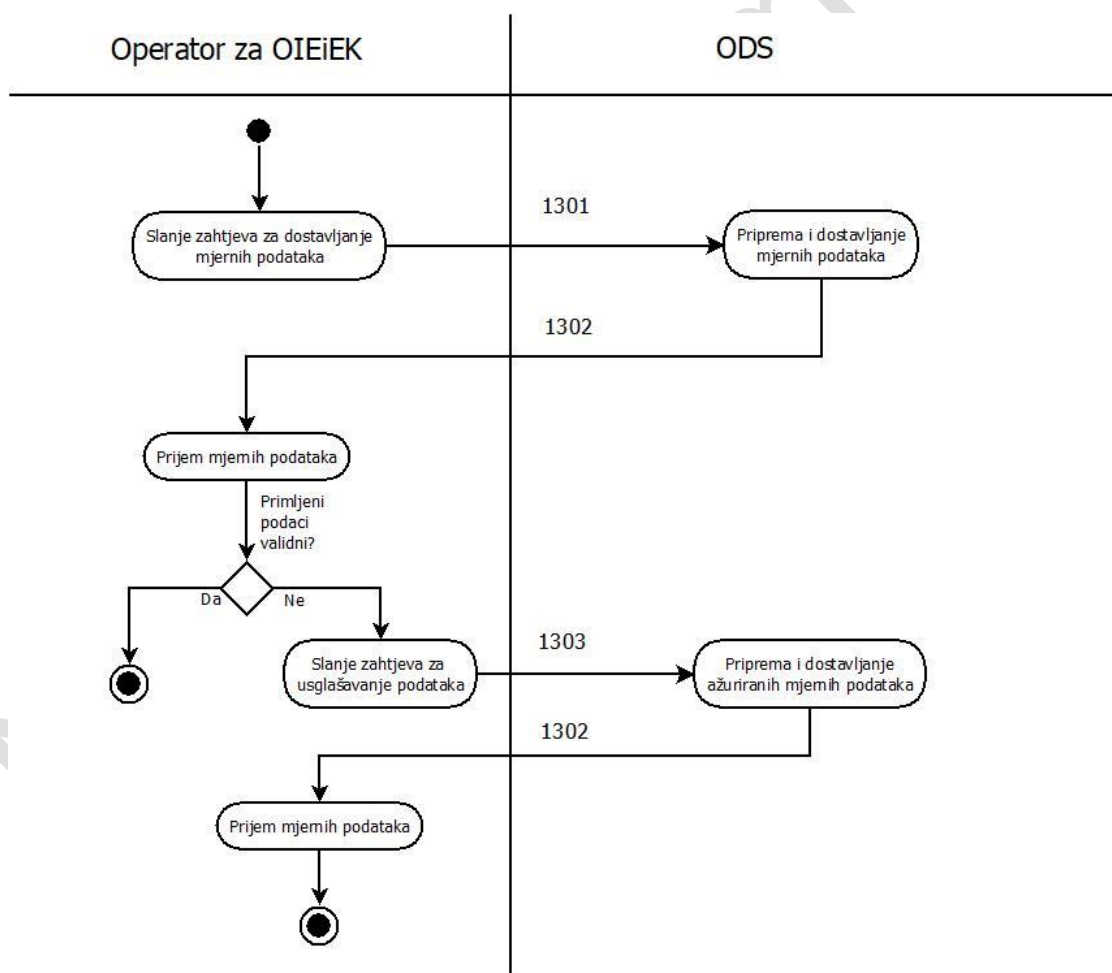 Operator za OIEiEK
ODS
1301
Slanje zahtjeva za dostavljanje
mjernih podataka
Priprema i dostavljanje
mjernih podataka
1302
Prijem mjernih podataka
Primljeni
podaci
validni?
Da
Ne
1303
Slanje zahtjeva za
usglašavanje podataka
Priprema i dostavljanje
ažuriranih mjernih podataka
1302
Prijem mjernih podataka